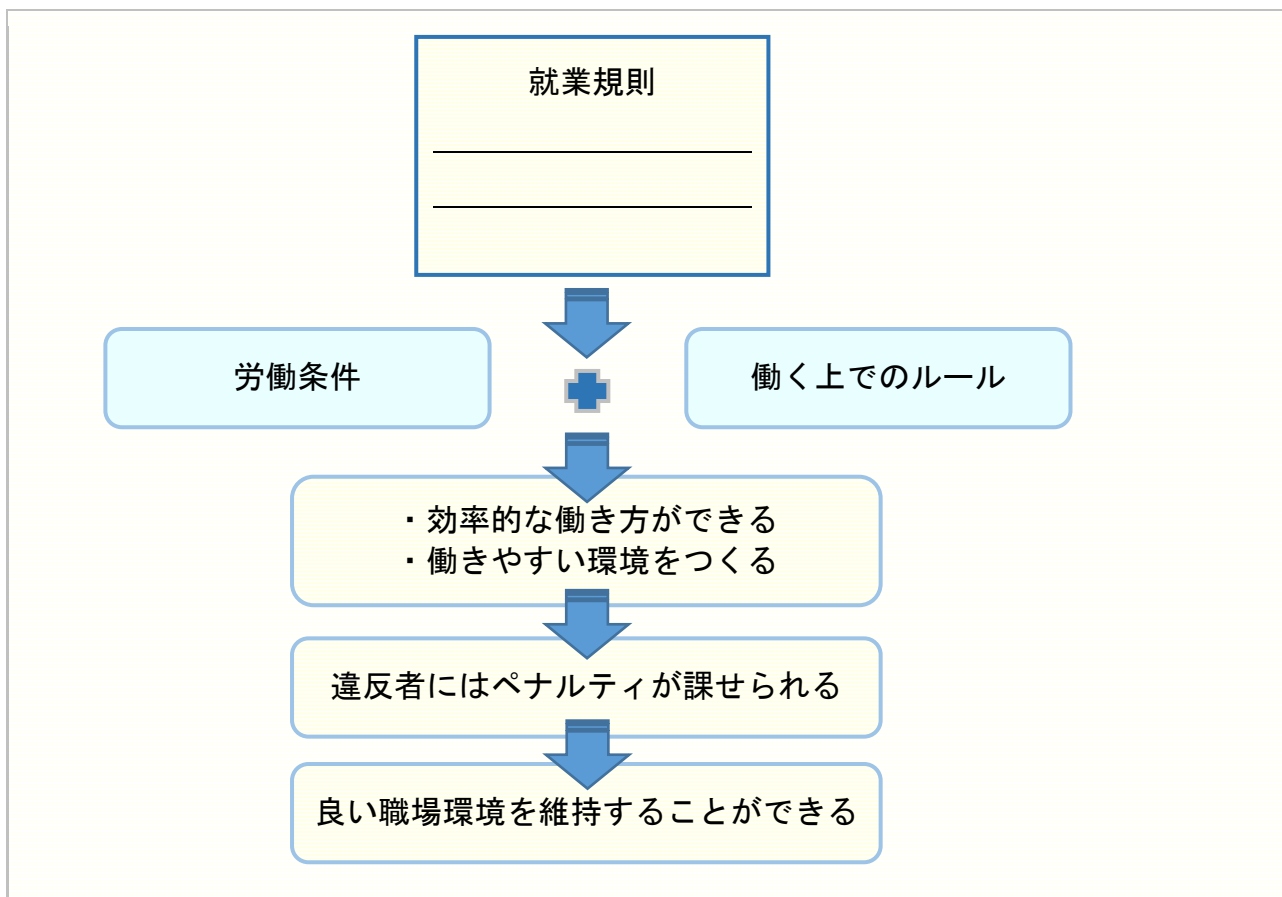 就業規則
労働条件
働く上でのルール
・効率的な働き方ができる
・働きやすい環境をつくる
違反者にはペナルティが課せられる
良い職場環境を維持することができる